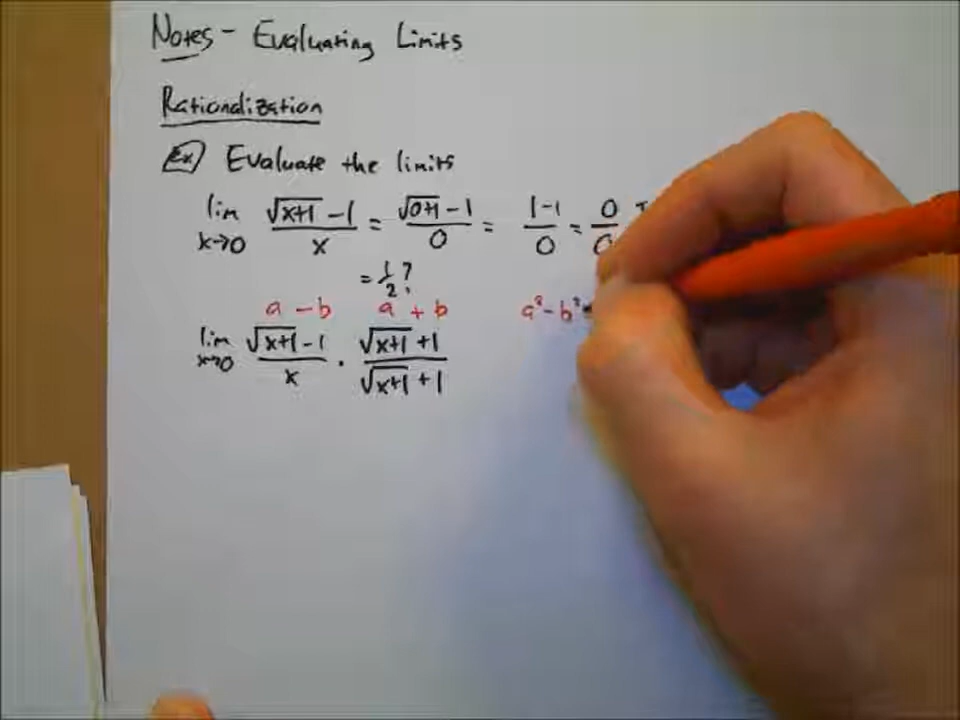 Notes - Evaluating Limits
Rationalization
Ex Evaluate the limits
lim x→0 (√(x+1) - 1)/x = (√(0+1) - 1)/0 = (1-1)/0 = 0/0
= 1/2 ?
a - b a + b a² - b² =
lim x→0 (√(x+1) - 1)/x · (√(x+1) + 1)/(√(x+1) + 1)